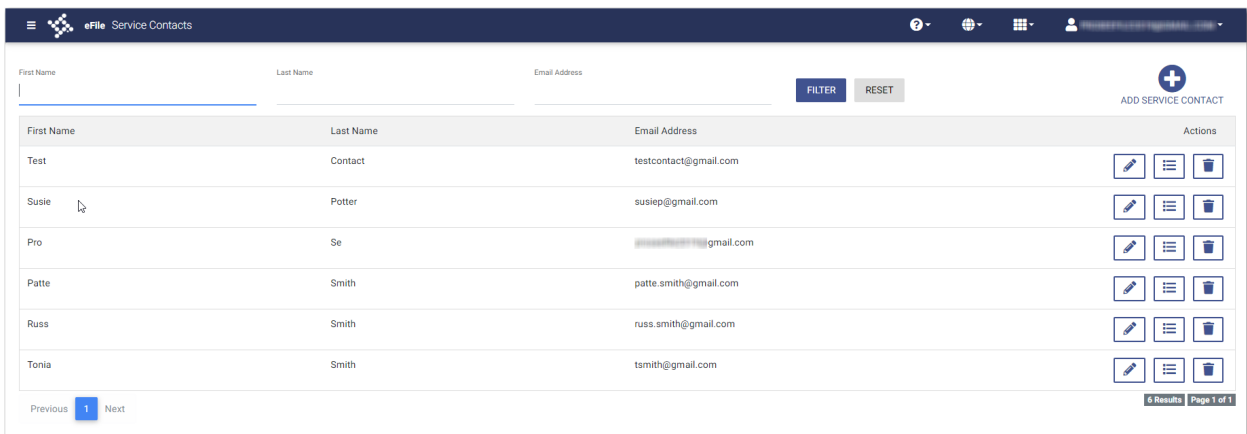 eFile Service Contacts
First Name Last Name Email Address
FILTER RESET
ADD SERVICE CONTACT
First Name Last Name Email Address Actions
Test Contact testcontact@gmail.com
Susie Potter susiep@gmail.com
Pro Se gmail.com
Patte Smith patte.smith@gmail.com
Russ Smith russ.smith@gmail.com
Tonia Smith tsmith@gmail.com
Previous 1 Next
6 Results Page 1 of 1